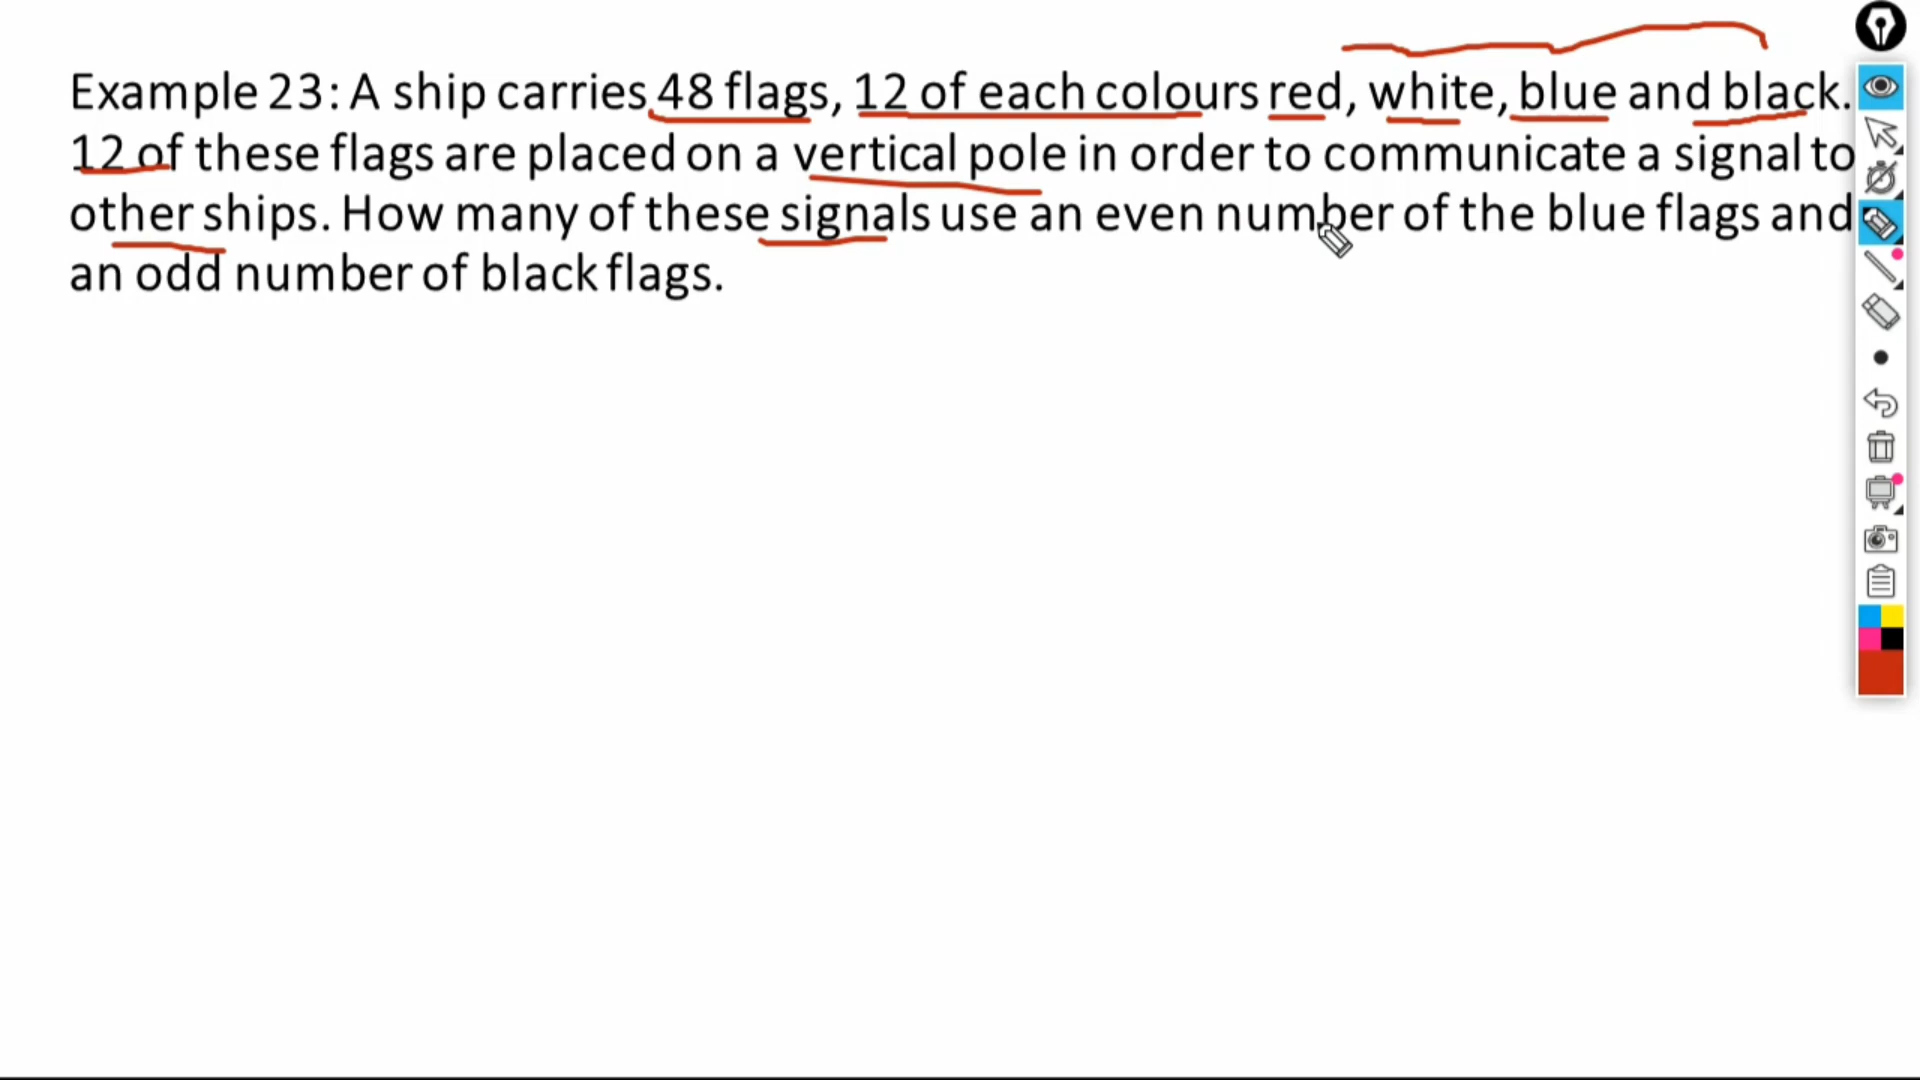 Example 23: A ship carries 48 flags, 12 of each colours red, white, blue and black.
12 of these flags are placed on a vertical pole in order to communicate a signal to
other ships. How many of these signals use an even number of the blue flags and
an odd number of black flags.